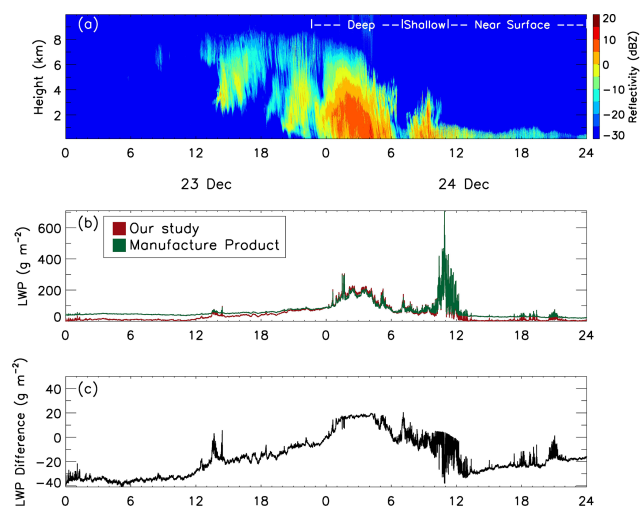 (a)
|--- Deep ---|Shallow|--- Near Surface ---|
Height (km)
8
6
4
2
0 6 12 18 0 6 12 18 24
20
10
0
-10
-20
-30
Reflectivity (dBZ)
23 Dec 24 Dec
(b)
Our study
Manufacture Product
LWP (g m-2)
600
400
200
0
0 6 12 18 0 6 12 18 24
(c)
LWP Difference (g m-2)
40
20
0
-20
-40
0 6 12 18 0 6 12 18 24